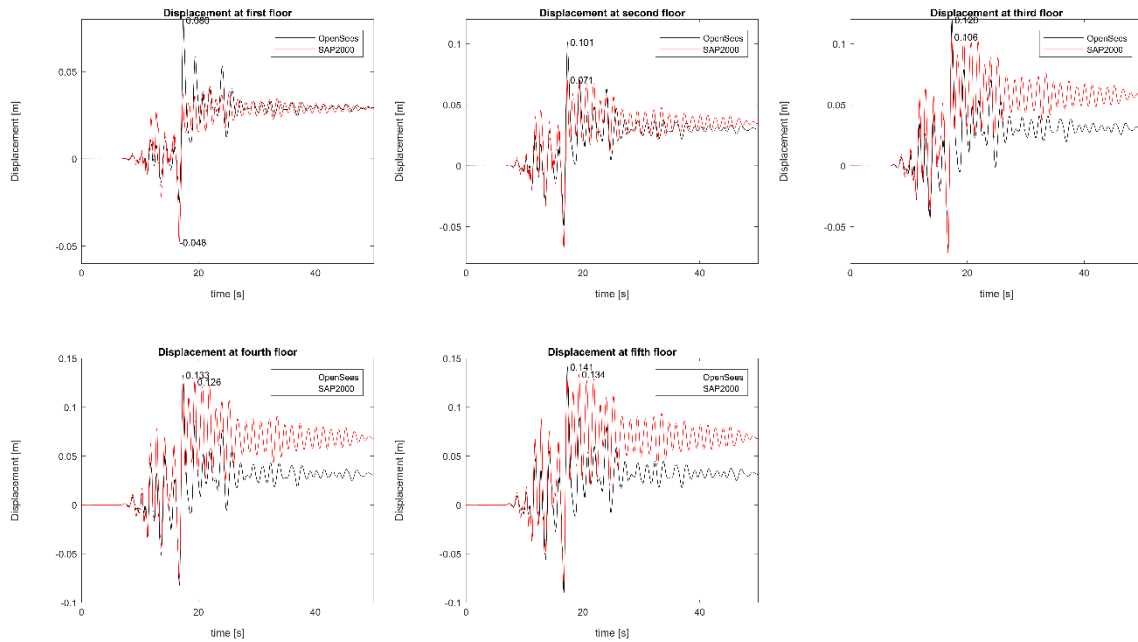 Displacement at first floor
0.080
OpenSees
SAP2000
0.05
0
-0.05
-0.048
Displacement [m]
0
20
40
time [s]
Displacement at second floor
0.101
0.071
OpenSees
SAP2000
0.1
0.05
0
-0.05
Displacement [m]
0
20
40
time [s]
Displacement at third floor
0.120
0.106
OpenSees
SAP2000
0.1
0.05
0
-0.05
Displacement [m]
0
20
40
time [s]
Displacement at fourth floor
0.133
0.126
OpenSees
SAP2000
0.15
0.1
0.05
0
-0.05
-0.1
Displacement [m]
0
20
40
time [s]
Displacement at fifth floor
0.141
0.134
OpenSees
SAP2000
0.15
0.1
0.05
0
-0.05
-0.1
Displacement [m]
0
20
40
time [s]